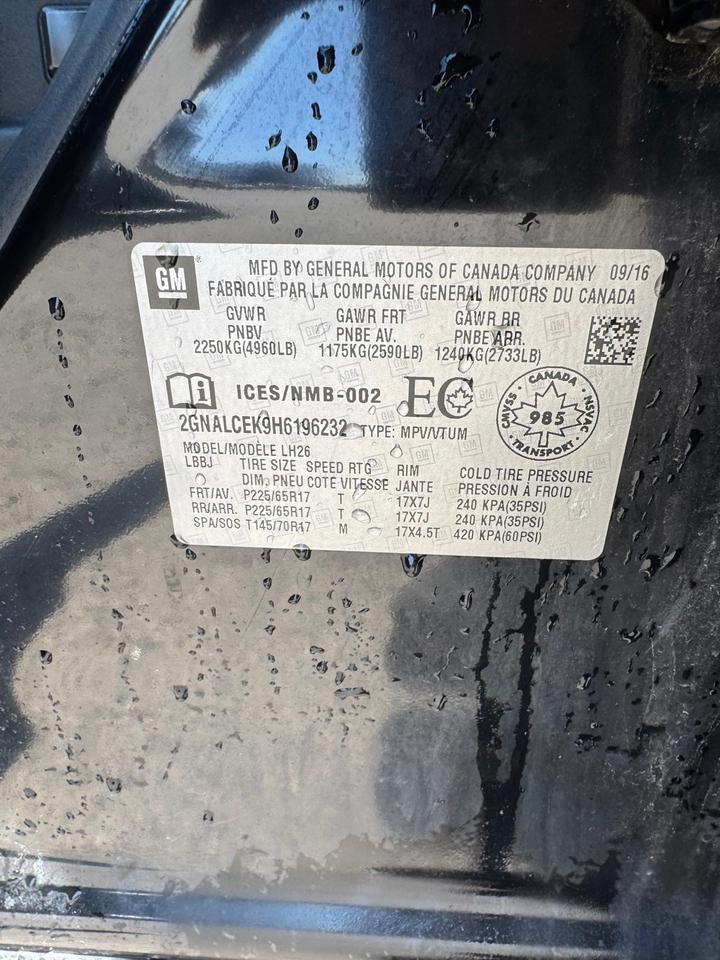 GM
MFD BY GENERAL MOTORS OF CANADA COMPANY 09/16
FABRIQUÉ PAR LA COMPAGNIE GENERAL MOTORS DU CANADA
GVWR GAWR FRT GAWR RR
PNBV PNBE AV. PNBE ARR.
2250KG(4960LB) 1175KG(2590LB) 1240KG(2733LB)
i ICES/NMB-002 EC
CANADA
CMVSS 985 NSVAC
TRANSPORT
2GNALCEK9H6196232 TYPE: MPV/VTUM
MODEL/MODÈLE LH26
LBBJ TIRE SIZE SPEED RTG RIM COLD TIRE PRESSURE
DIM, PNEU COTE VITESSE JANTE PRESSION À FROID
FRT/AV. P225/65R17 T 17X7J 240 KPA(35PSI)
RR/ARR. P225/65R17 T 17X7J 240 KPA(35PSI)
SPA/SOS T145/70R17 M 17X4.5T 420 KPA(60PSI)